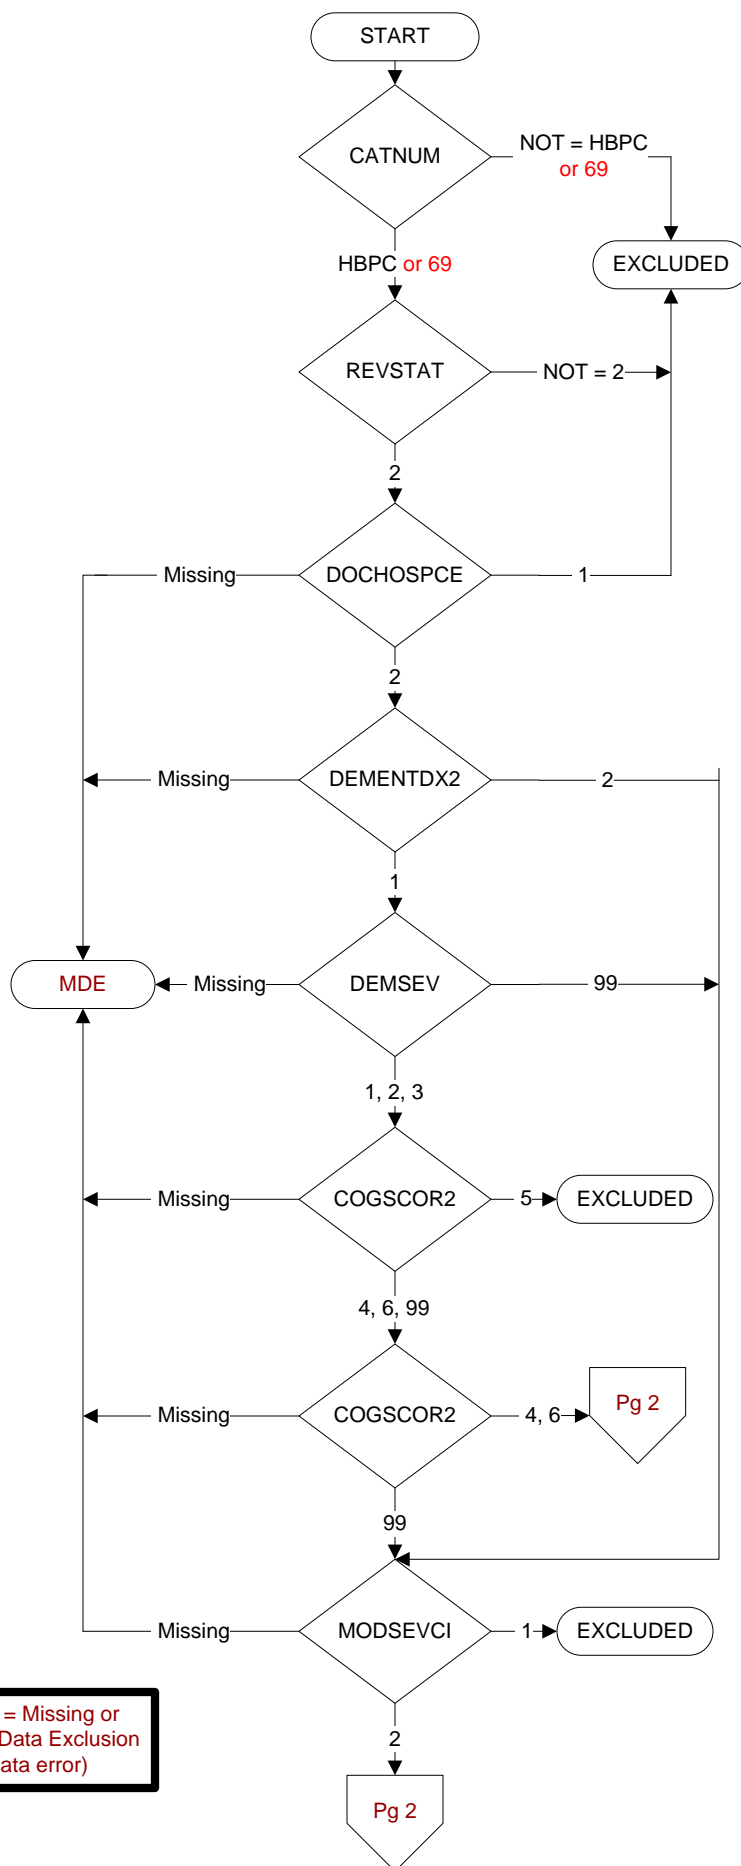 START
CATNUM
NOT = HBPC
or 69
EXCLUDED
HBPC or 69
REVSTAT
NOT = 2
2
Missing
DOCHOSPCE
1
2
Missing
DEMENTDX2
2
1
MDE
Missing
DEMSEV
99
1, 2, 3
Missing
COGSCOR2
5
EXCLUDED
4, 6, 99
Missing
COGSCOR2
4, 6
Pg 2
99
Missing
MODSEVCI
1
EXCLUDED
= Missing or
Data Exclusion
ata error)
2
Pg 2